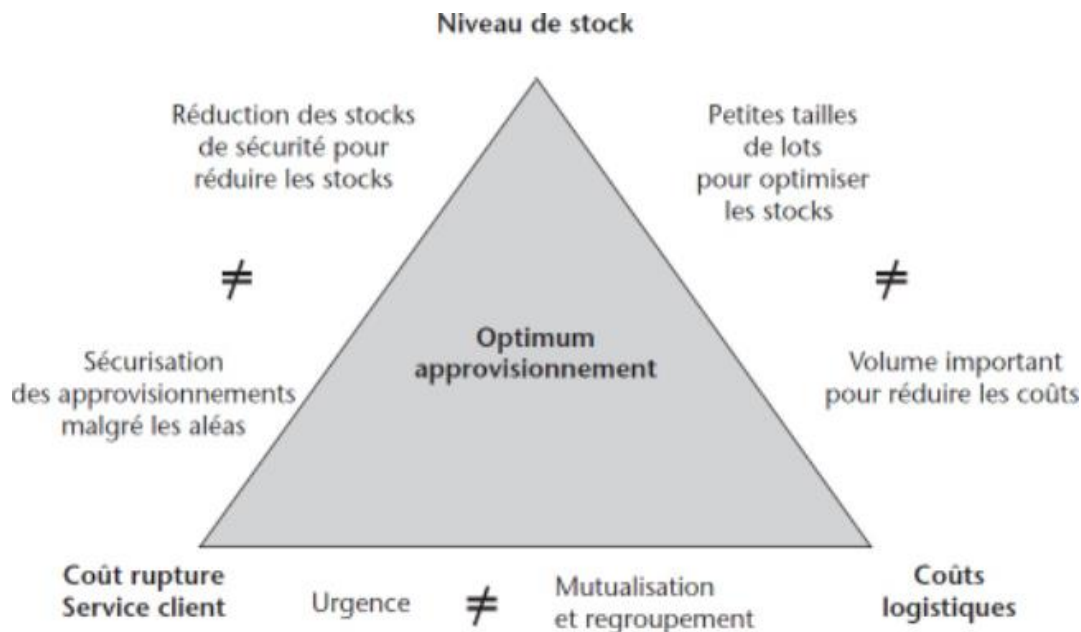 Niveau de stock
Réduction des stocks
de sécurité pour
réduire les stocks
Petites tailles
de lots
pour optimiser
les stocks
≠
≠
Optimum
approvisionnement
Sécurisation
des approvisionnements
malgré les aléas
Volume important
pour réduire les coûts
Coût rupture
Service client
Urgence
≠
Mutualisation
et regroupement
Coûts
logistiques